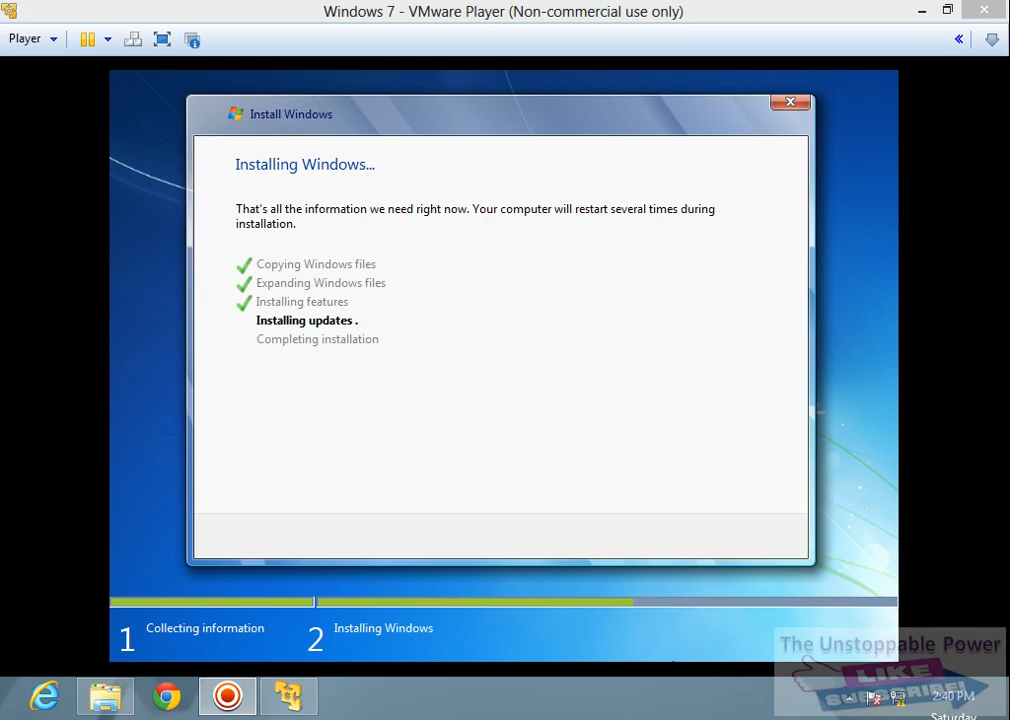 Windows 7 - VMware Player (Non-commercial use only)
Player
Install Windows
Installing Windows...
That's all the information we need right now. Your computer will restart several times during
installation.
Copying Windows files
Expanding Windows files
Installing features
Installing updates .
Completing installation
1 Collecting information
2 Installing Windows
The Unstoppable Power
LIKE
SUBSCRIBE!
2:40 PM
Saturday